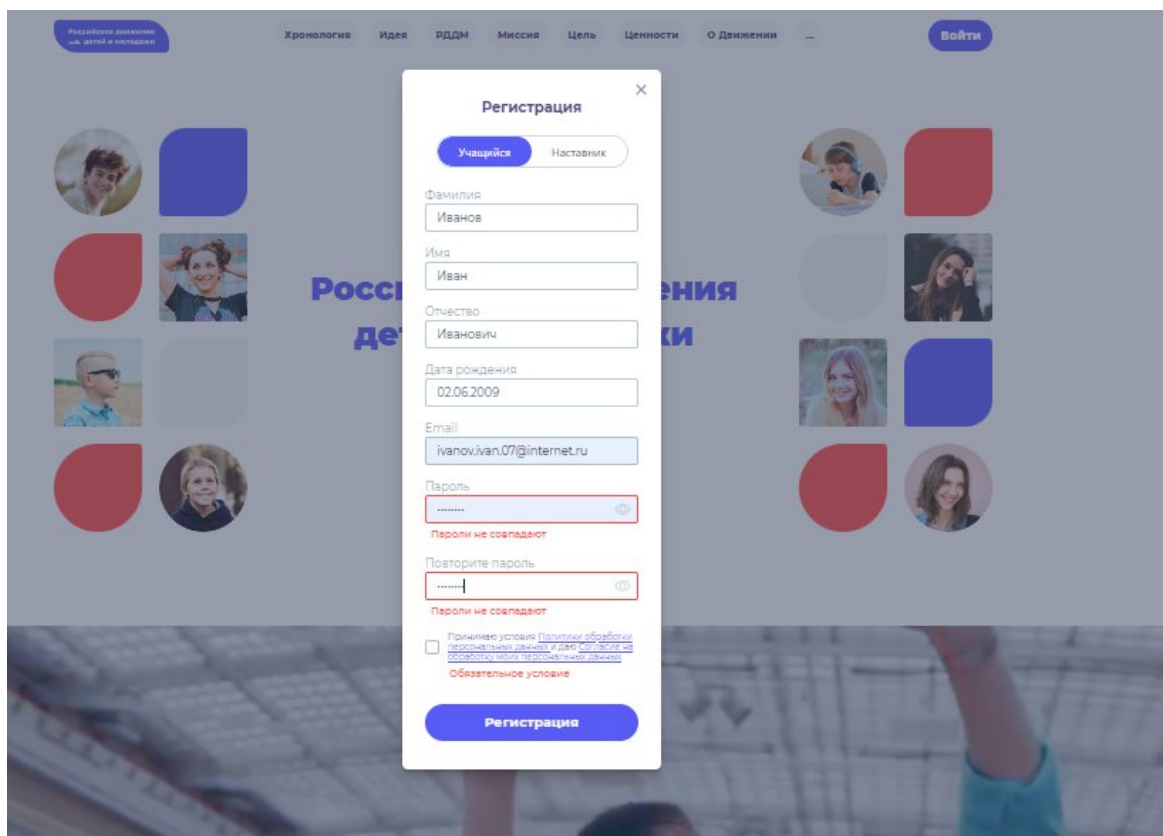 Российское движение
детей и молодёжи
Хронология Идея РДДМ Миссия Цель Ценности О Движении ...
Войти
Регистрация
Учащийся Наставник
Фамилия
Иванов
Имя
Иван
Отчество
Иванович
Дата рождения
02.06.2009
Email
ivanov.ivan.07@internet.ru
Пароль
Пароли не совпадают
Повторите пароль
Пароли не совпадают
Принимаю условия Политики обработки
персональных данных и даю Согласие на
обработку моих персональных данных
Обязательное условие
Регистрация